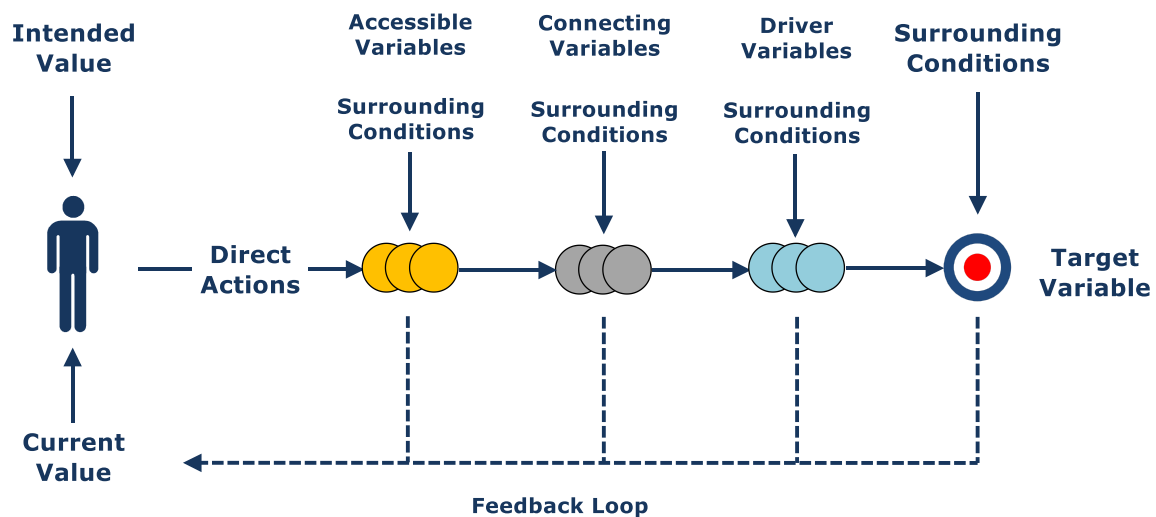 Intended
Value
Accessible
Variables
Connecting
Variables
Driver
Variables
Surrounding
Conditions
Surrounding
Conditions
Surrounding
Conditions
Surrounding
Conditions
Direct
Actions
Target
Variable
Current
Value
Feedback Loop